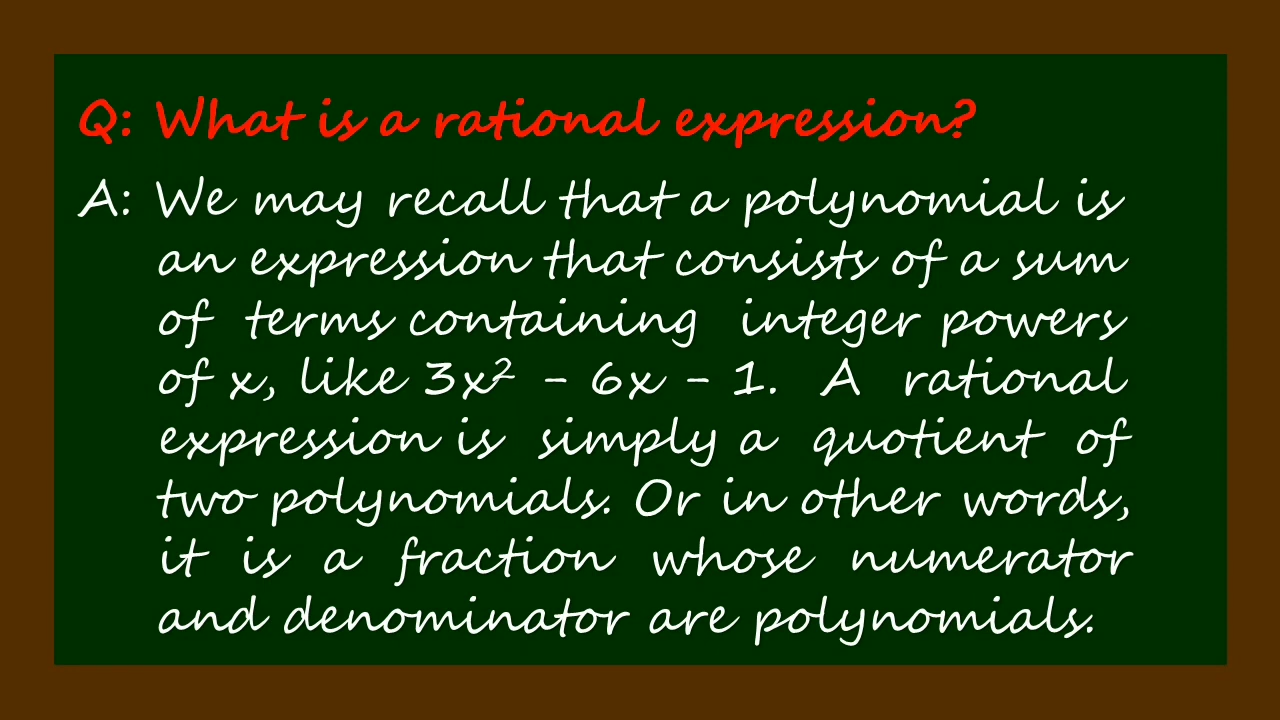 Q: What is a rational expression?
A: We may recall that a polynomial is
an expression that consists of a sum
of terms containing integer powers
of x, like 3x² - 6x - 1. A rational
expression is simply a quotient of
two polynomials. Or in other words,
it is a fraction whose numerator
and denominator are polynomials.